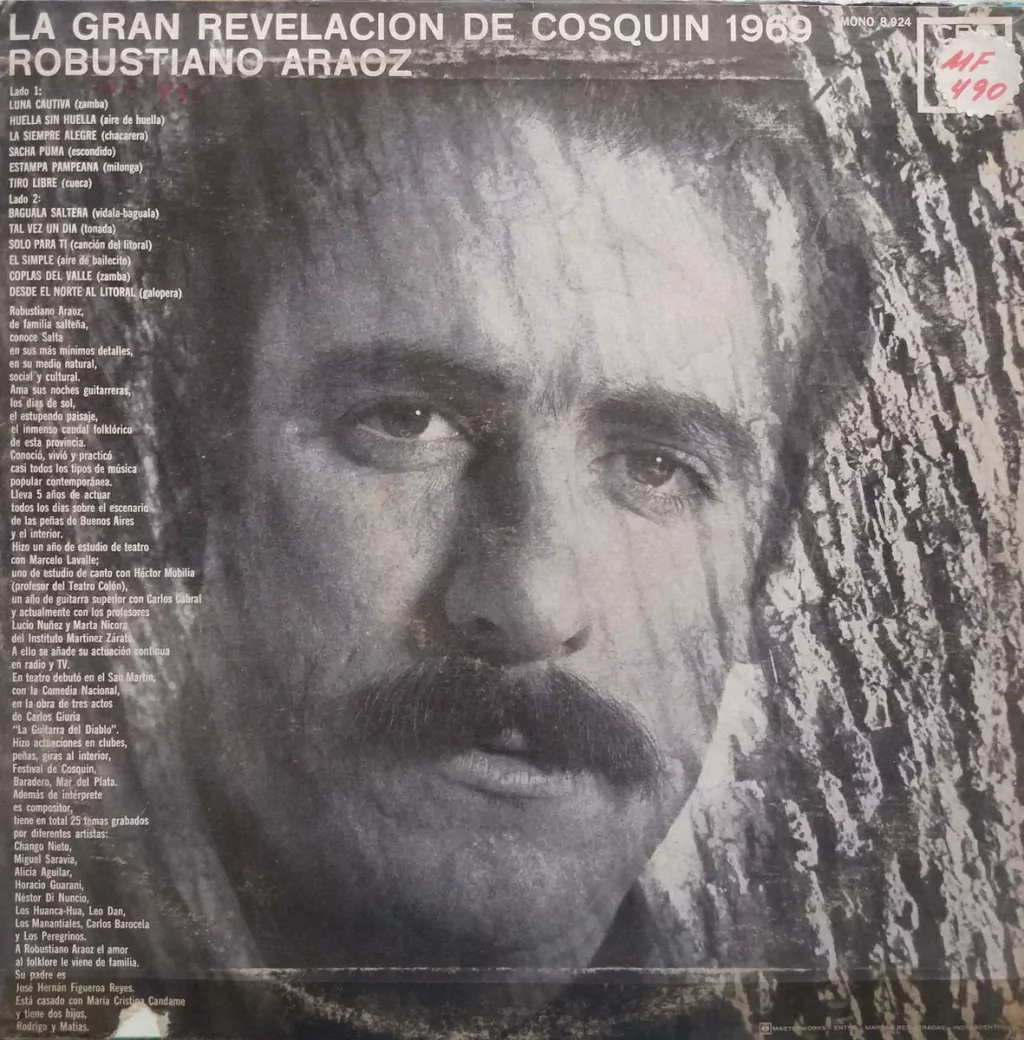 LA GRAN REVELACION DE COSQUIN 1969
MONO 8.924
ROBUSTIANO ARAOZ
CBS
MF
490
Lado 1:
LUNA CAUTIVA (zamba)
HUELLA SIN HUELLA (aire de huella)
LA SIEMPRE ALEGRE (chacarera)
SACHA PUMA (escondido)
ESTAMPA PAMPEANA (milonga)
TIRO LIBRE (cueca)
Lado 2:
BAGUALA SALTEÑA (vidala-baguala)
TAL VEZ UN DIA (tonada)
SOLO PARA TI (canción del litoral)
EL SIMPLE (aire de bailecito)
COPLAS DEL VALLE (zamba)
DESDE EL NORTE AL LITORAL (galopera)
Robustiano Araoz,
de familia salteña,
conoce Salta
en sus más mínimos detalles,
en su medio natural,
social y cultural.
Ama sus noches guitarreras,
los días de sol,
el estupendo paisaje,
el inmenso caudal folklórico
de esta provincia.
Conoció, vivió y practicó
casi todos los tipos de música
popular contemporánea.
Lleva 5 años de actuar
todos los días sobre el escenario
de las peñas de Buenos Aires
y el interior.
Hizo un año de estudio de teatro
con Marcelo Lavalle;
uno de estudio de canto con Héctor Mobilia
(profesor del Teatro Colón),
un año de guitarra superior con Carlos Cabral
y actualmente con los profesores
Lucio Nuñez y Marta Nicora
del Instituto Martínez Zárate
A ello se añade su actuación continua
en radio y TV.
En teatro debutó en el San Martín,
con la Comedia Nacional,
en la obra de tres actos
de Carlos Giuria
"La Guitarra del Diablo".
Hizo actuaciones en clubes,
peñas, giras al interior,
Festival de Cosquín,
Baradero, Mar del Plata.
Además de intérprete
es compositor,
tiene en total 25 temas grabados
por diferentes artistas:
Chango Nieto,
Miguel Saravia,
Alicia Aguilar,
Horacio Guarani,
Néstor Di Nuncio,
Los Huanca-Hua, Leo Dan,
Los Manantiales, Carlos Barocela
y Los Peregrinos.
A Robustiano Araoz el amor
al folklore le viene de familia.
Su padre es
José Hernán Figueroa Reyes.
Está casado con María Cristina Candame
y tiene dos hijos,
Rodrigo y Matías.
MASTERWORKS